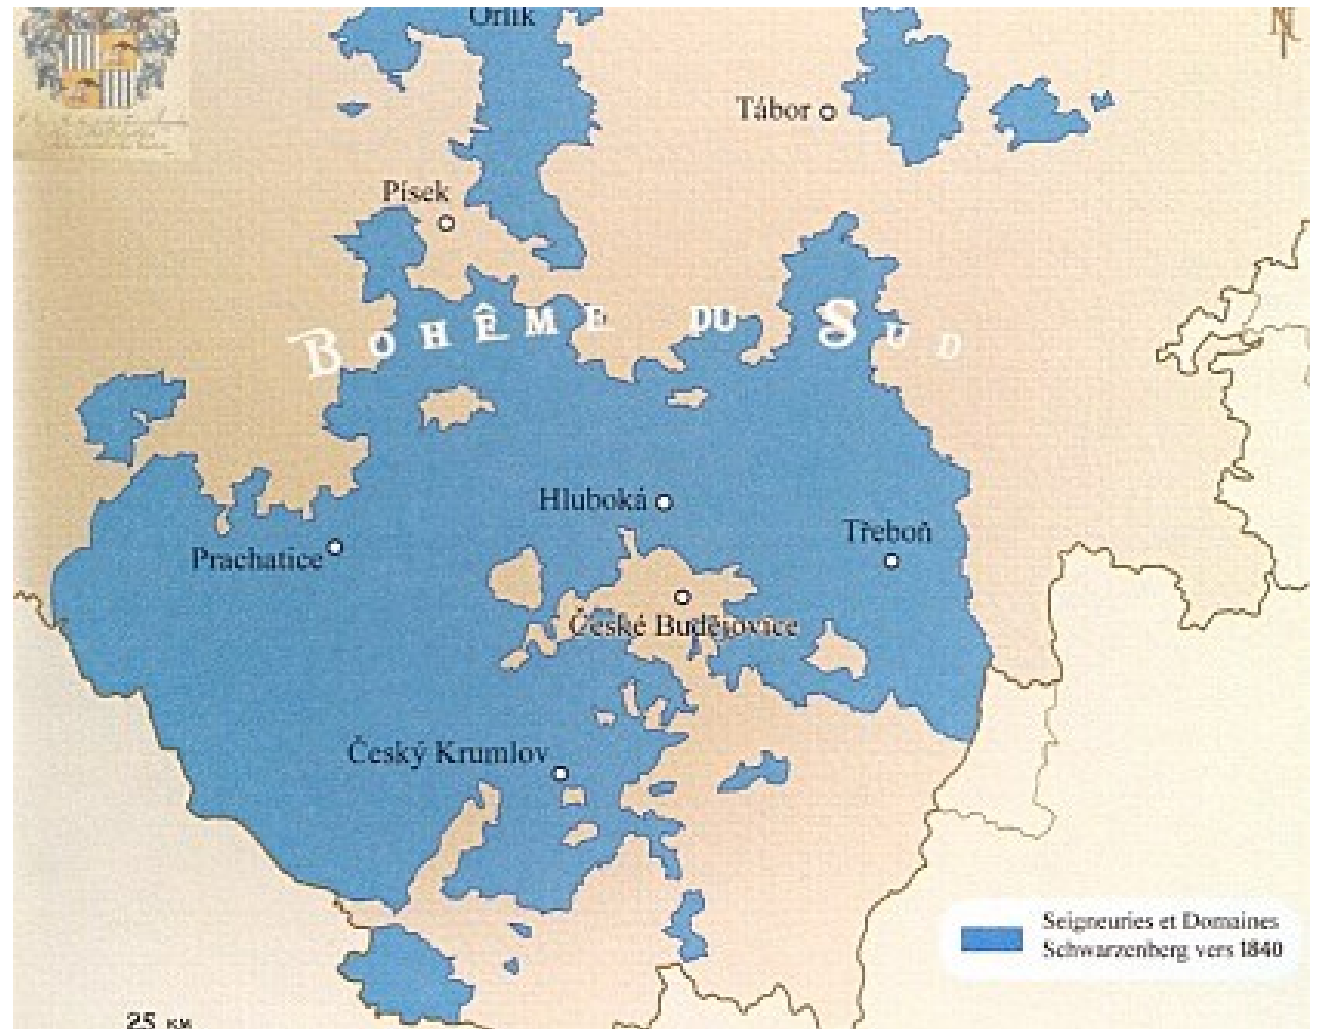 Orlík
N
Tábor
Písek
BOHÊME DU SUD
Hluboká
Třeboň
Prachatice
České Budějovice
Český Krumlov
Seigneuries et Domaines
Schwarzenberg vers 1840
25 KM